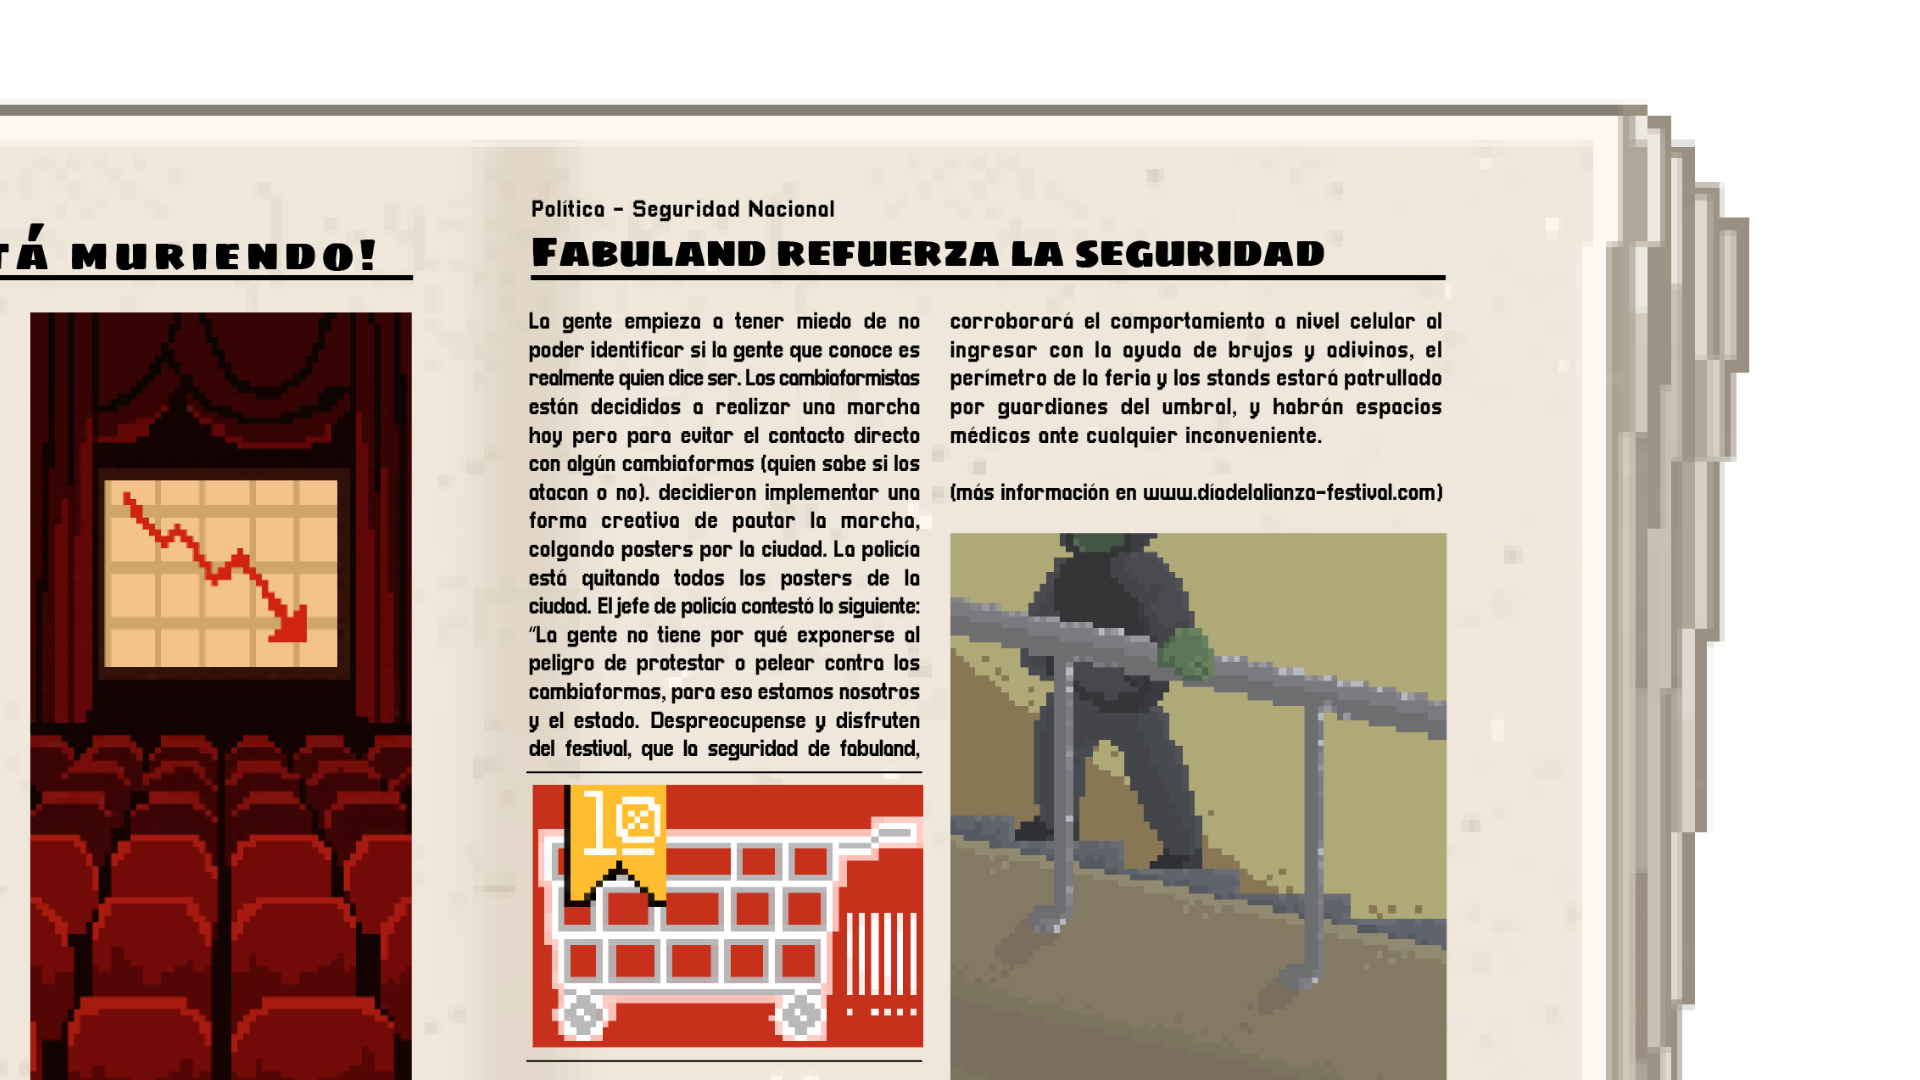 TÁ MURIENDO!
Política - Seguridad Nacional
FABULAND REFUERZA LA SEGURIDAD
La gente empieza a tener miedo de no
poder identificar si la gente que conoce es
realmente quien dice ser. Los cambiaformistas
están decididos a realizar una marcha
hoy pero para evitar el contacto directo
con algún cambiaformas (quien sabe si los
atacan o no). decidieron implementar una
forma creativa de pautar la marcha,
colgando posters por la ciudad. La policía
está quitando todos los posters de la
ciudad. El jefe de policía contestó lo siguiente:
“La gente no tiene por qué exponerse al
peligro de protestar o pelear contra los
cambiaformas, para eso estamos nosotros
y el estado. Despreocupense y disfruten
del festival, que la seguridad de fabuland,
10
corroborará el comportamiento a nivel celular al
ingresar con la ayuda de brujos y adivinos, el
perímetro de la feria y los stands estará patrullado
por guardianes del umbral, y habrán espacios
médicos ante cualquier inconveniente.
(más información en www.díadelalianza-festival.com)